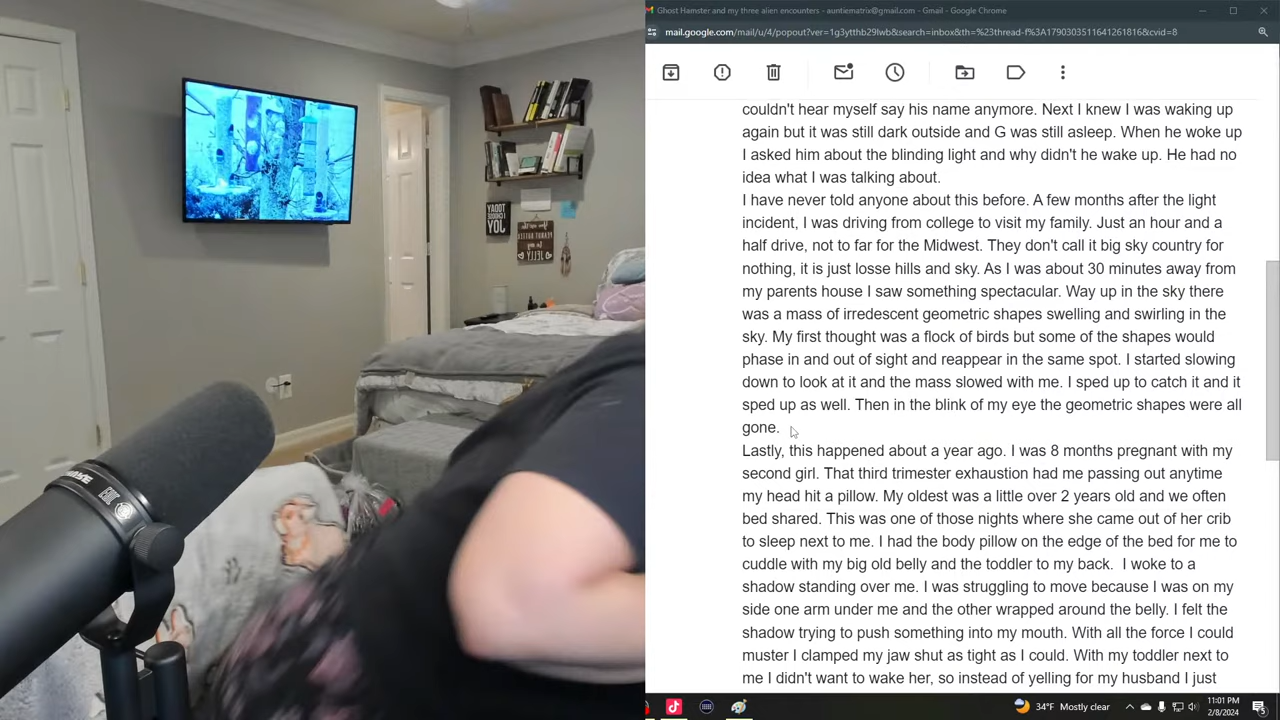 Ghost Hamster and my three alien encounters - auntiematrix@gmail.com - Gmail - Google Chrome
mail.google.com/mail/u/4/popout?ver=1g3ytthb29lwb&search=inbox&th=%23thread-f%3A1790303511641261816&cvid=8
couldn't hear myself say his name anymore. Next I knew I was waking up
again but it was still dark outside and G was still asleep. When he woke up
I asked him about the blinding light and why didn't he wake up. He had no
idea what I was talking about.
I have never told anyone about this before. A few months after the light
incident, I was driving from college to visit my family. Just an hour and a
half drive, not to far for the Midwest. They don't call it big sky country for
nothing, it is just losse hills and sky. As I was about 30 minutes away from
my parents house I saw something spectacular. Way up in the sky there
was a mass of irredescent geometric shapes swelling and swirling in the
sky. My first thought was a flock of birds but some of the shapes would
phase in and out of sight and reappear in the same spot. I started slowing
down to look at it and the mass slowed with me. I sped up to catch it and it
sped up as well. Then in the blink of my eye the geometric shapes were all
gone.
Lastly, this happened about a year ago. I was 8 months pregnant with my
second girl. That third trimester exhaustion had me passing out anytime
my head hit a pillow. My oldest was a little over 2 years old and we often
bed shared. This was one of those nights where she came out of her crib
to sleep next to me. I had the body pillow on the edge of the bed for me to
cuddle with my big old belly and the toddler to my back.  I woke to a
shadow standing over me. I was struggling to move because I was on my
side one arm under me and the other wrapped around the belly. I felt the
shadow trying to push something into my mouth. With all the force I could
muster I clamped my jaw shut as tight as I could. With my toddler next to
me I didn't want to wake her, so instead of yelling for my husband I just
34°F Mostly clear
11:01 PM
2/8/2024
TODAY
CHOOSE
JOY
JELLY